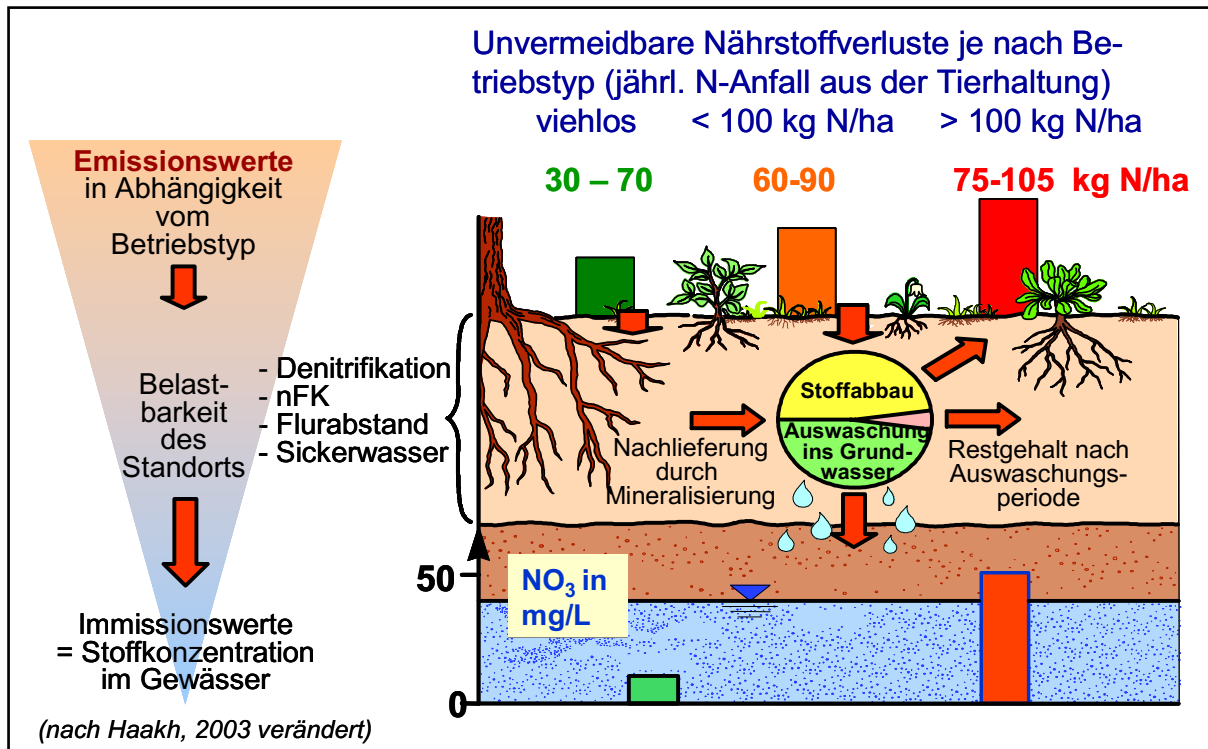 Unvermeidbare Nährstoffverluste je nach Be-
triebstyp (jährl. N-Anfall aus der Tierhaltung)
viehlos < 100 kg N/ha > 100 kg N/ha
30 – 70 60-90 75-105 kg N/ha
Emissionswerte
in Abhängigkeit
vom
Betriebstyp
Belast-
barkeit
des
Standorts
- Denitrifikation
- nFK
- Flurabstand
- Sickerwasser
Immissionswerte
= Stoffkonzentration
im Gewässer
(nach Haakh, 2003 verändert)
Nachlieferung
durch
Mineralisierung
Stoffabbau
Auswaschung
ins Grund-
wasser
Restgehalt nach
Auswaschungs-
periode
50
NO₃ in
mg/L
0